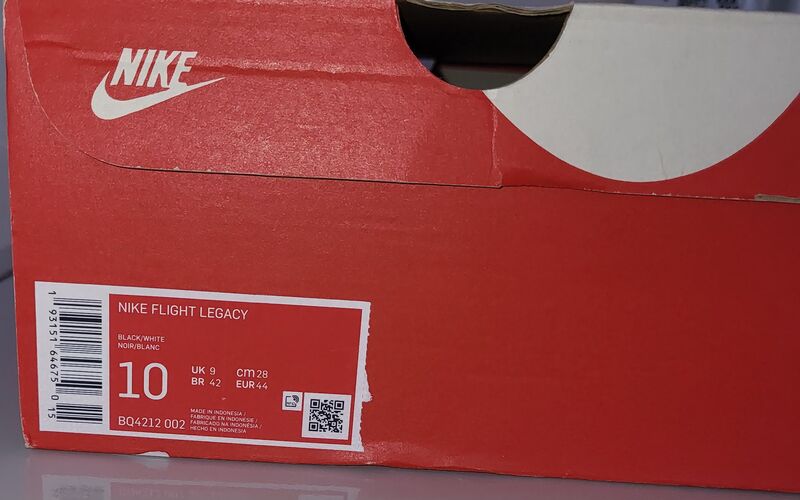 NIKE
NIKE FLIGHT LEGACY
BLACK/WHITE
NOIR/BLANC
10
UK 9 cm 28
BR 42 EUR 44
BQ4212 002
MADE IN INDONESIA /
FABRIQUE EN INDONESIE /
FABRICADO NA INDONÉSIA /
HECHO EN INDONESIA
1 93151 64675 0 15